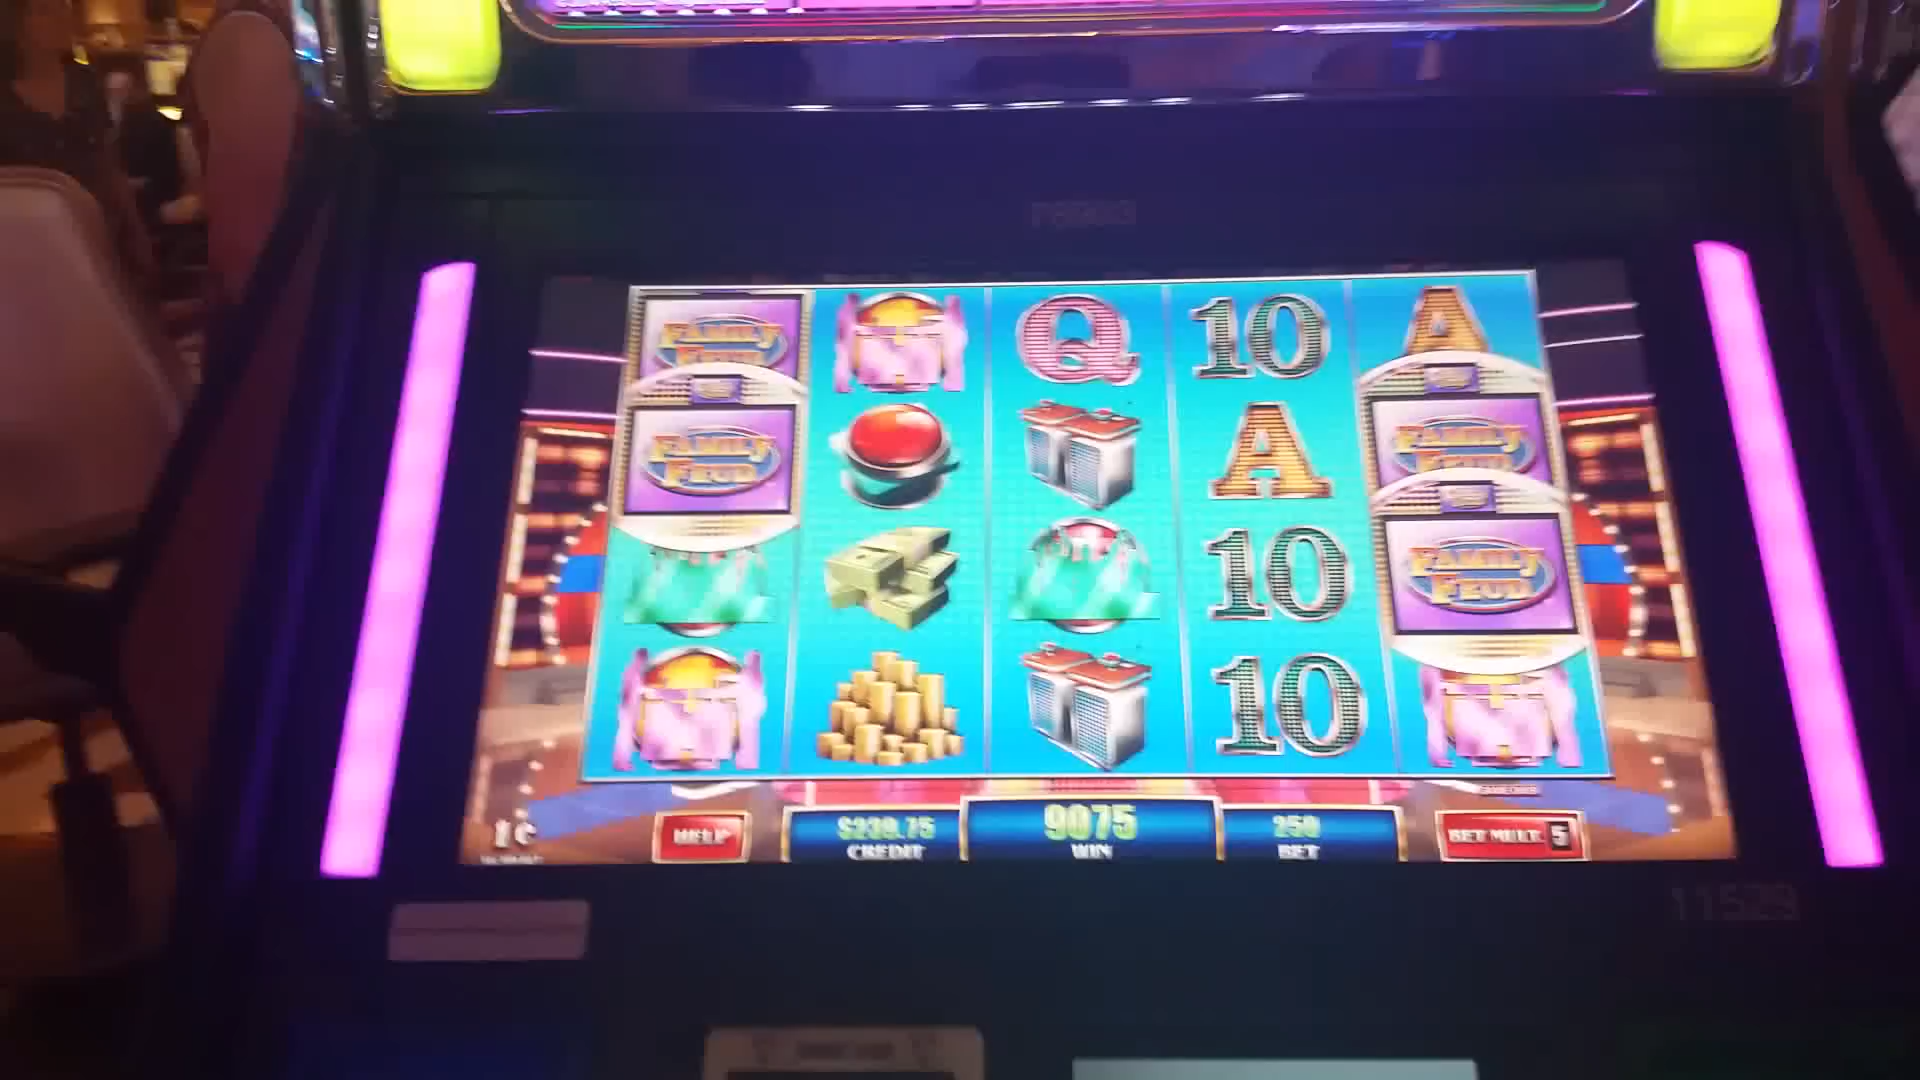 FAMILY
FEUD
Q
10
A
FAMILY
FEUD
A
FAMILY
FEUD
10
FAMILY
FEUD
10
1¢
HELP
$239.75
CREDIT
9075
WIN
250
BET
BET MULT. 5
11529